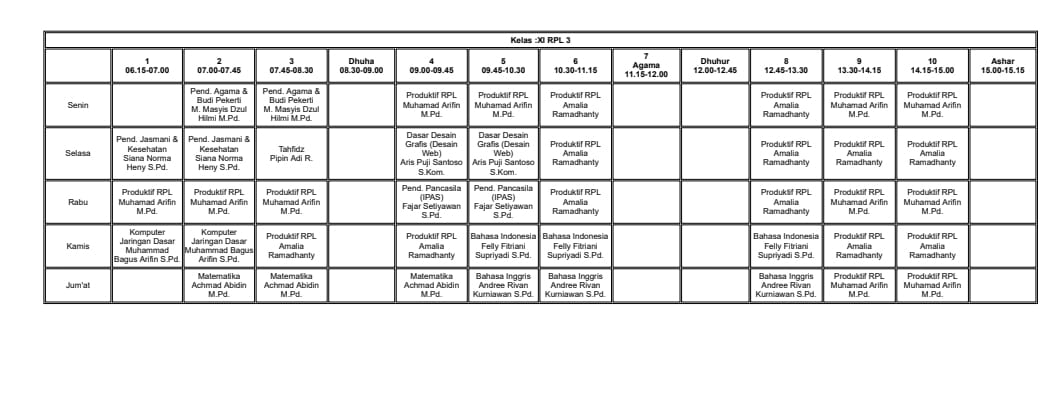 Kelas :XI RPL 3
1 2 3 Dhuha 4 5 6 7 Agama Dhuhur 8 9 10 Ashar
06.15-07.00 07.00-07.45 07.45-08.30 08.30-09.00 09.00-09.45 09.45-10.30 10.30-11.15 11.15-12.00 12.00-12.45 12.45-13.30 13.30-14.15 14.15-15.00 15.00-15.15
Senin
Pend. Agama &
Budi Pekerti
M. Masyis Dzul
Hilmi M.Pd.
Pend. Agama &
Budi Pekerti
M. Masyis Dzul
Hilmi M.Pd.
Produktif RPL
Muhamad Arifin
M.Pd.
Produktif RPL
Muhamad Arifin
M.Pd.
Produktif RPL
Amalia
Ramadhanty
Produktif RPL
Amalia
Ramadhanty
Produktif RPL
Muhamad Arifin
M.Pd.
Produktif RPL
Muhamad Arifin
M.Pd.
Selasa
Pend. Jasmani &
Kesehatan
Siana Norma
Heny S.Pd.
Pend. Jasmani &
Kesehatan
Siana Norma
Heny S.Pd.
Tahfidz
Pipin Adi R.
Dasar Desain
Grafis (Desain
Web)
Aris Puji Santoso
S.Kom.
Dasar Desain
Grafis (Desain
Web)
Aris Puji Santoso
S.Kom.
Produktif RPL
Amalia
Ramadhanty
Produktif RPL
Amalia
Ramadhanty
Produktif RPL
Amalia
Ramadhanty
Produktif RPL
Amalia
Ramadhanty
Rabu
Produktif RPL
Muhamad Arifin
M.Pd.
Produktif RPL
Muhamad Arifin
M.Pd.
Produktif RPL
Muhamad Arifin
M.Pd.
Pend. Pancasila
(IPAS)
Fajar Setiyawan
S.Pd.
Pend. Pancasila
(IPAS)
Fajar Setiyawan
S.Pd.
Produktif RPL
Amalia
Ramadhanty
Produktif RPL
Amalia
Ramadhanty
Produktif RPL
Muhamad Arifin
M.Pd.
Produktif RPL
Muhamad Arifin
M.Pd.
Kamis
Komputer
Jaringan Dasar
Muhammad
Bagus Arifin S.Pd.
Komputer
Jaringan Dasar
Muhammad Bagus
Arifin S.Pd.
Produktif RPL
Amalia
Ramadhanty
Produktif RPL
Amalia
Ramadhanty
Bahasa Indonesia
Felly Fitriani
Supriyadi S.Pd.
Bahasa Indonesia
Felly Fitriani
Supriyadi S.Pd.
Bahasa Indonesia
Felly Fitriani
Supriyadi S.Pd.
Produktif RPL
Amalia
Ramadhanty
Produktif RPL
Amalia
Ramadhanty
Jum'at
Matematika
Achmad Abidin
M.Pd.
Matematika
Achmad Abidin
M.Pd.
Matematika
Achmad Abidin
M.Pd.
Bahasa Inggris
Andree Rivan
Kurniawan S.Pd.
Bahasa Inggris
Andree Rivan
Kurniawan S.Pd.
Bahasa Inggris
Andree Rivan
Kurniawan S.Pd.
Produktif RPL
Muhamad Arifin
M.Pd.
Produktif RPL
Muhamad Arifin
M.Pd.